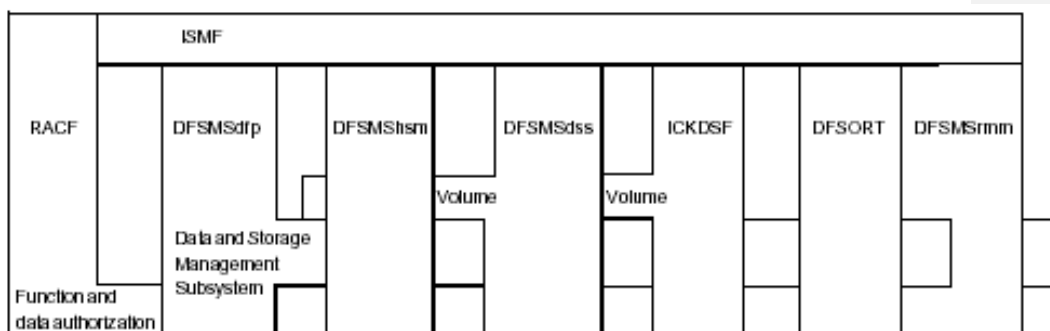 ISMF
RACF
DFSMSdfp
DFSMShsm
DFSMSdss
ICKDSF
DFSORT
DFSMSrmm
Volume
Volume
Data and Storage
Management
Subsystem
Function and
data authorization